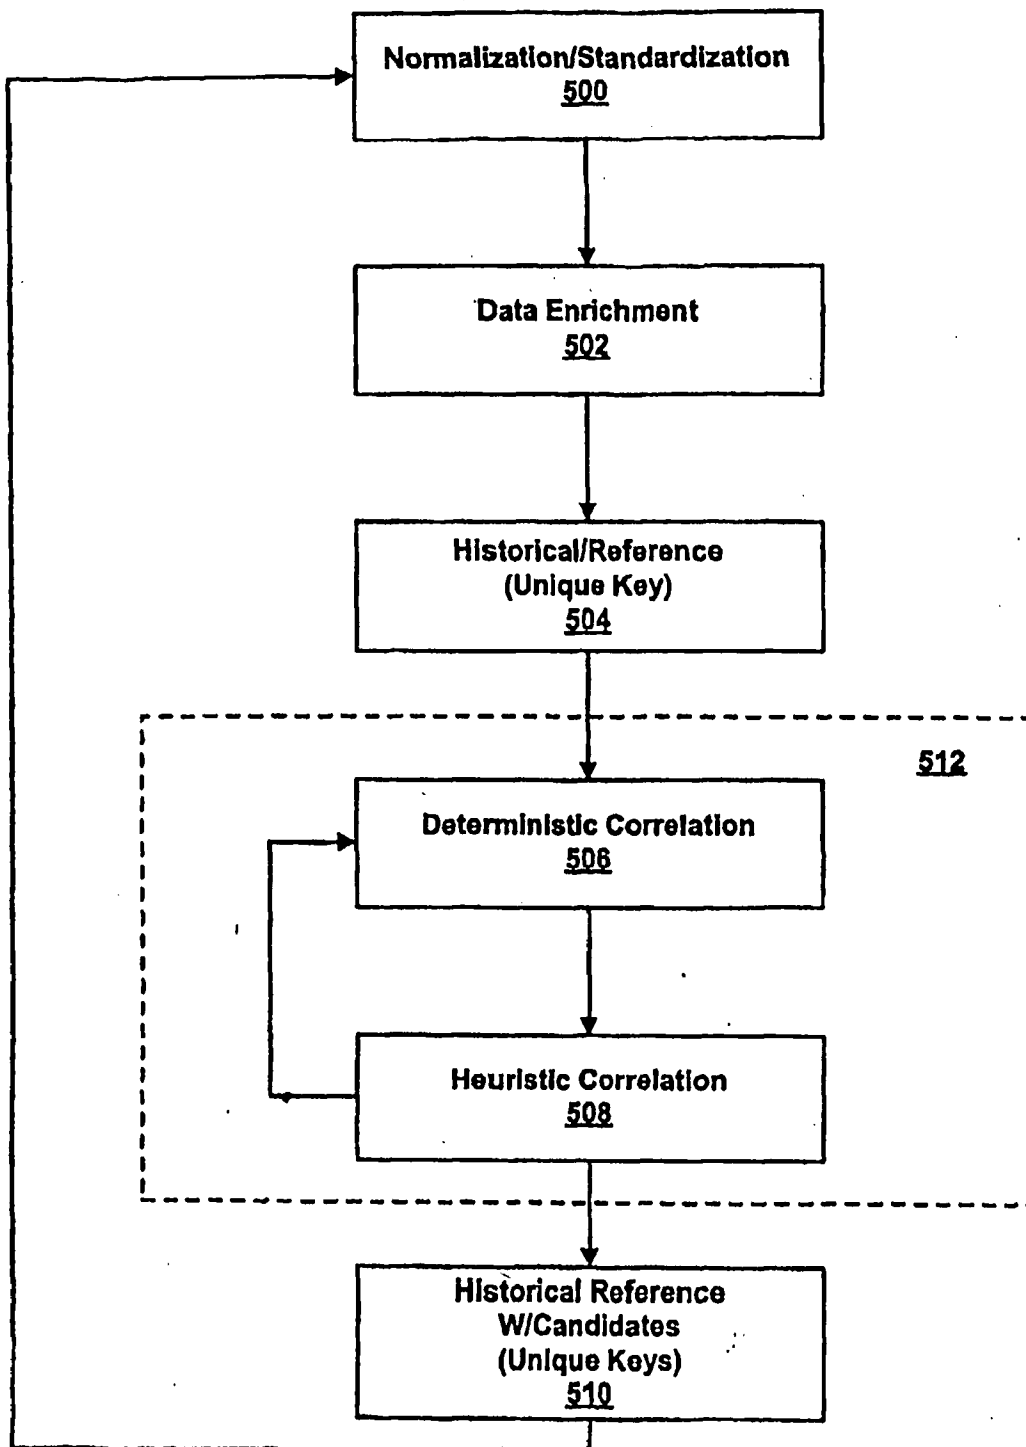 Normalization/Standardization
500
Data Enrichment
502
Historical/Reference
(Unique Key)
504
512
Deterministic Correlation
506
Heuristic Correlation
508
Historical Reference
W/Candidates
(Unique Keys)
510